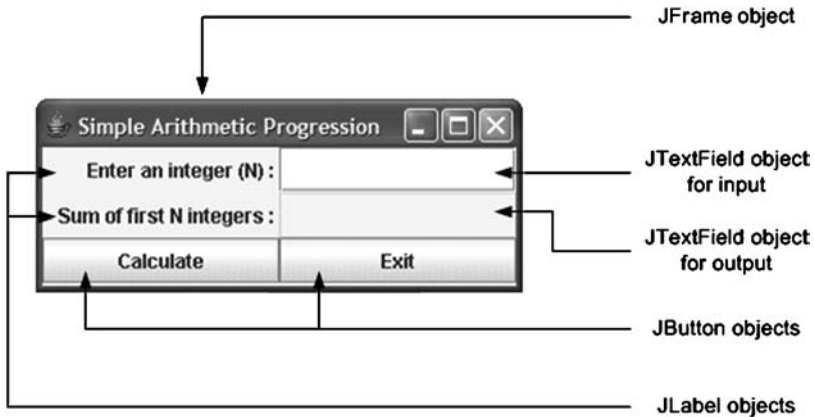 JFrame object
Simple Arithmetic Progression
Enter an integer (N) :
JTextField object
for input
Sum of first N integers :
JTextField object
for output
Calculate
Exit
JButton objects
JLabel objects